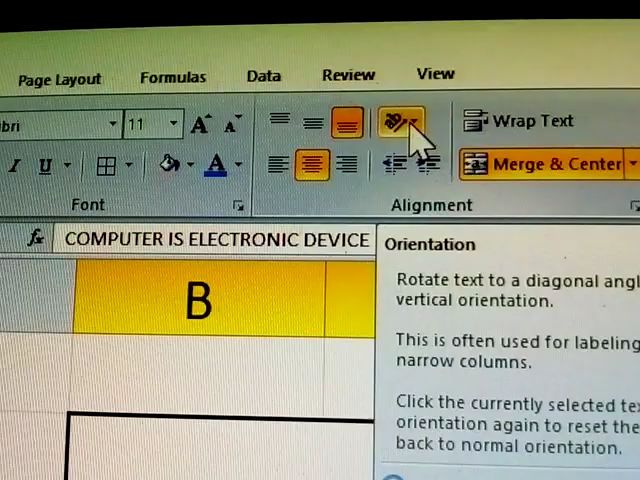 Page Layout Formulas Data Review View
11 A A Wrap Text
I U A Merge & Center
Font Alignment
fx COMPUTER IS ELECTRONIC DEVICE
B
Orientation
Rotate text to a diagonal
vertical orientation.
This is often used for labeling
narrow columns.
Click the currently selected
orientation again to reset the
back to normal orientation.